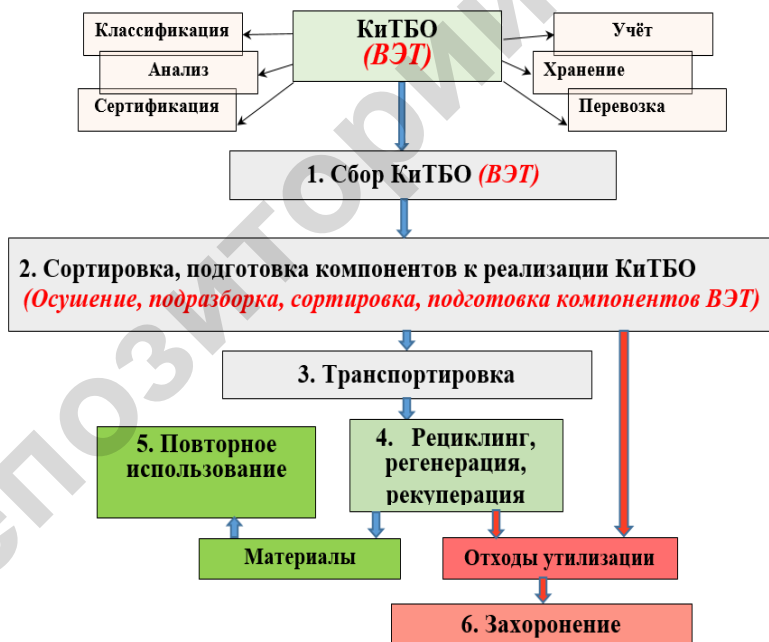 Классификация
Анализ
Сертификация
КиТБО
(ВЭТ)
Учёт
Хранение
Перевозка
1. Сбор КиТБО (ВЭТ)
2. Сортировка, подготовка компонентов к реализации КиТБО
(Осушение, подразборка, сортировка, подготовка компонентов ВЭТ)
3. Транспортировка
5. Повторное
использование
4. Рециклинг,
регенерация,
рекуперация
Материалы
Отходы утилизации
6. Захоронение